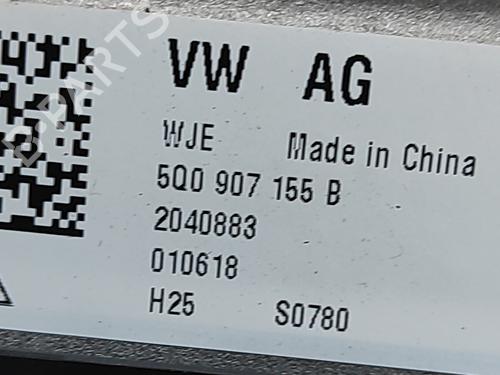 VW AG
WJE Made in China
5Q0 907 155 B
2040883
010618
H25 S0780